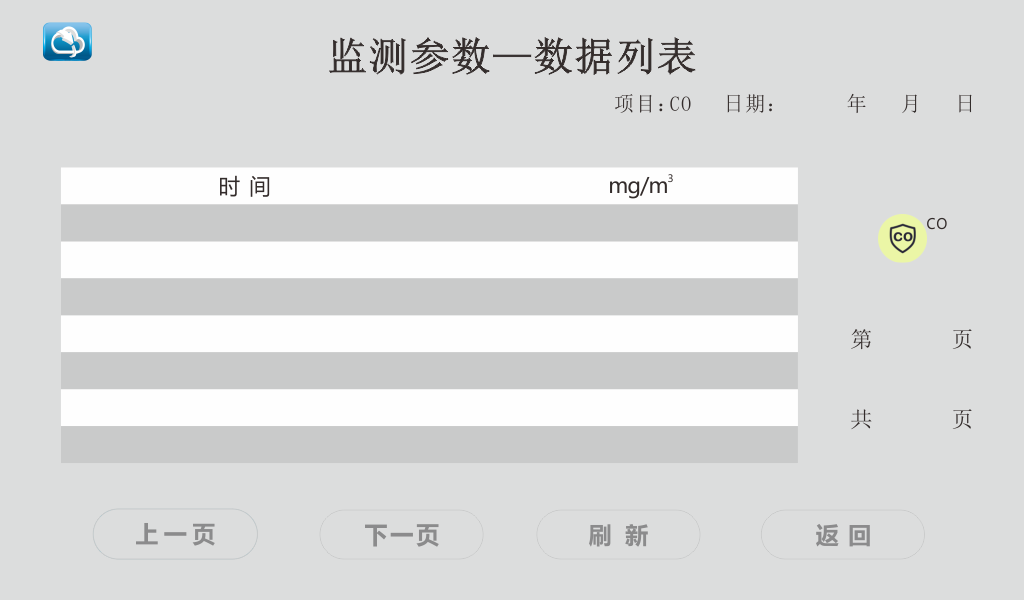 监测参数—数据列表
项目:CO 日期: 年 月 日
时间 mg/m³
CO CO
第 页
共 页
上一页 下一页 刷新 返回